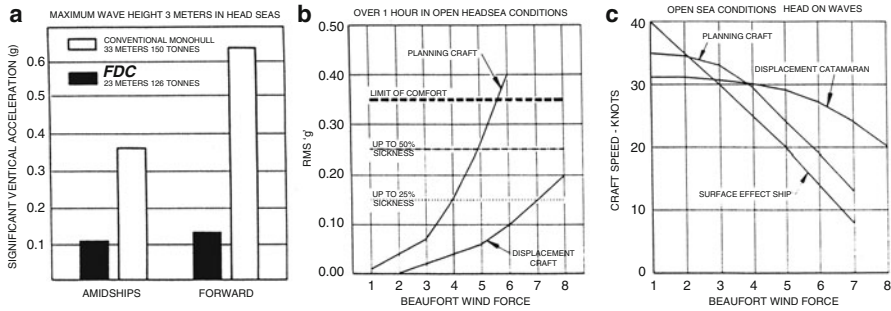 a
MAXIMUM WAVE HEIGHT 3 METERS IN HEAD SEAS
SIGNIFICANT VERTICAL ACCELERATION (g)
0.6
0.5
0.4
0.3
0.2
0.1
CONVENTIONAL MONOHULL
33 METERS 150 TONNES
FDC
23 METERS 126 TONNES
AMIDSHIPS
FORWARD
b
OVER 1 HOUR IN OPEN HEADSEA CONDITIONS
RMS 'g'
0.50
0.40
0.30
0.20
0.10
0.00
PLANNING CRAFT
LIMIT OF COMFORT
UP TO 50%
SICKNESS
UP TO 25%
SICKNESS
DISPLACEMENT
CRAFT
1 2 3 4 5 6 7 8
BEAUFORT WIND FORCE
c
OPEN SEA CONDITIONS HEAD ON WAVES
CRAFT SPEED - KNOTS
40
30
20
10
0
PLANNING CRAFT
DISPLACEMENT CATAMARAN
SURFACE EFFECT SHIP
1 2 3 4 5 6 7 8
BEAUFORT WIND FORCE